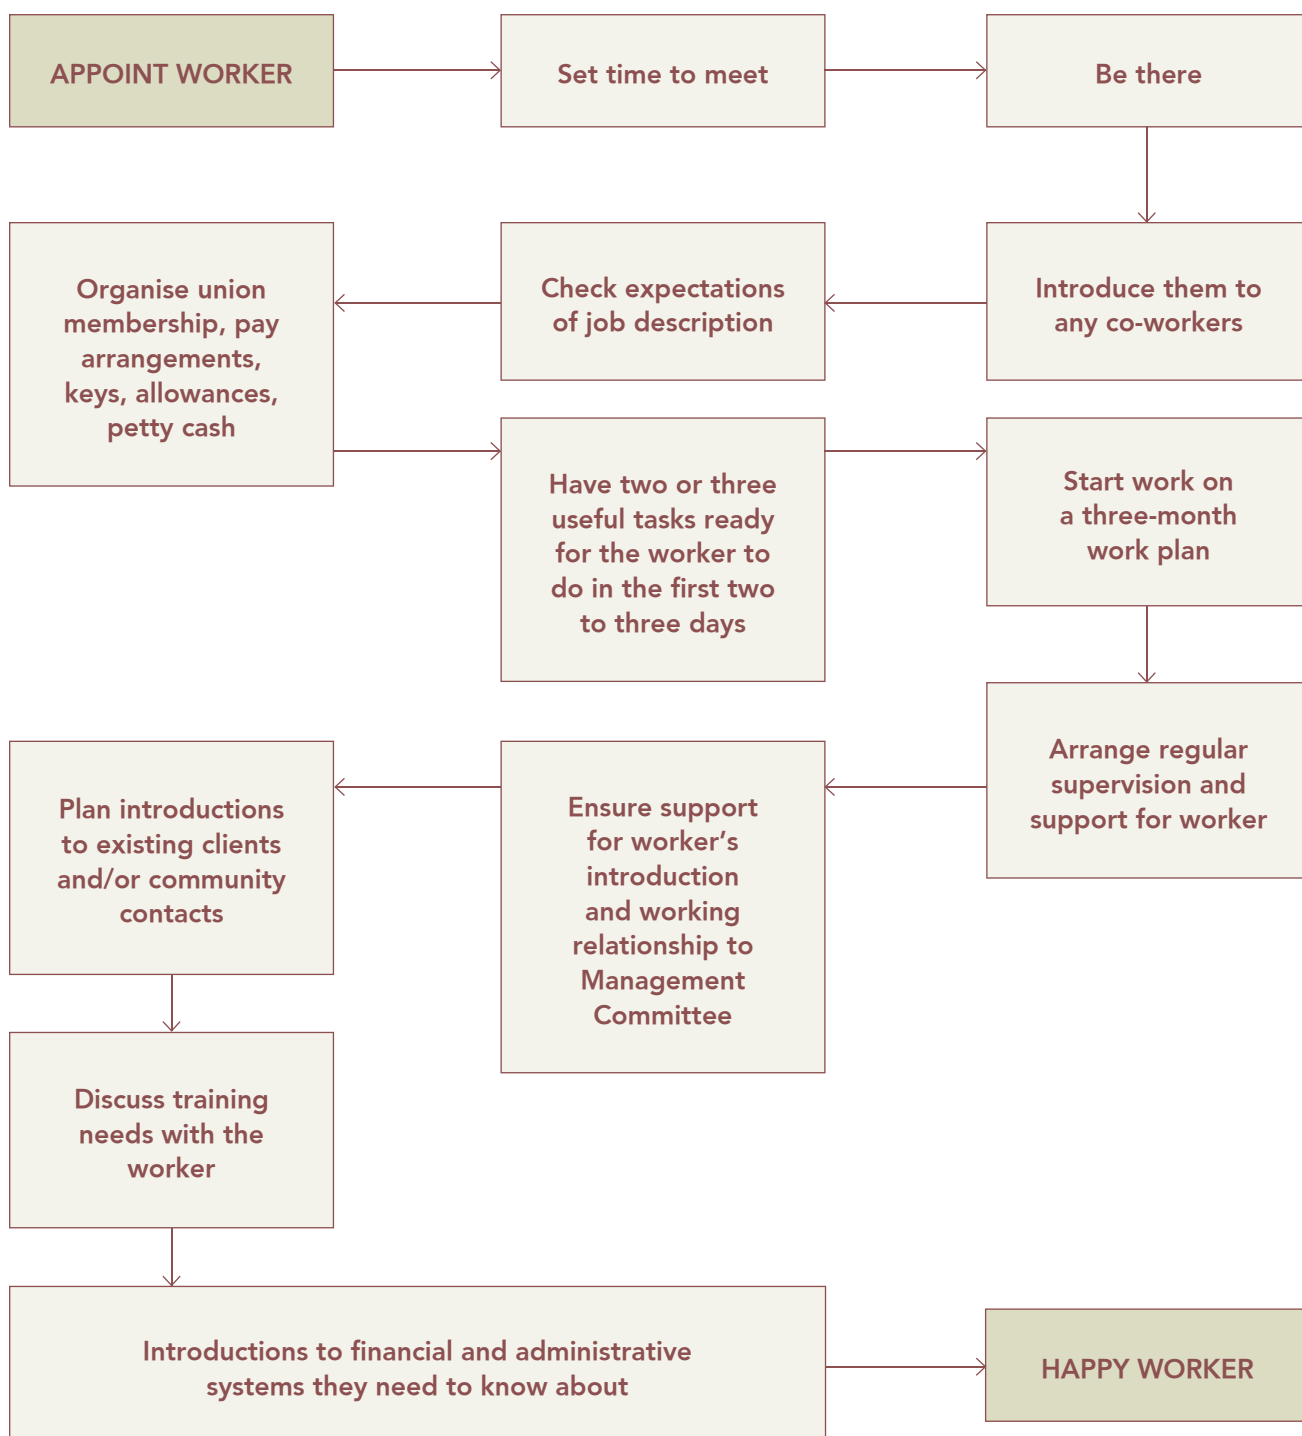 APPOINT WORKER
Set time to meet
Be there
Introduce them to
any co-workers
Check expectations
of job description
Organise union
membership, pay
arrangements,
keys, allowances,
petty cash
Have two or three
useful tasks ready
for the worker to
do in the first two
to three days
Start work on
a three-month
work plan
Arrange regular
supervision and
support for worker
Ensure support
for worker’s
introduction
and working
relationship to
Management
Committee
Plan introductions
to existing clients
and/or community
contacts
Discuss training
needs with the
worker
Introductions to financial and administrative
systems they need to know about
HAPPY WORKER